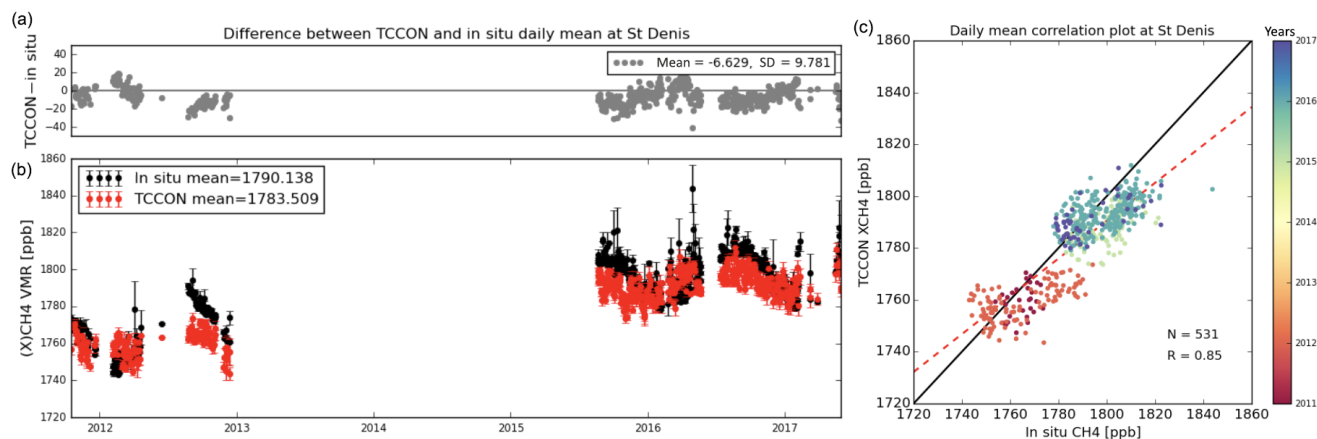 (a)
Difference between TCCON and in situ daily mean at St Denis
TCCON−in situ
40
20
0
−20
−40
Mean = -6.629, SD = 9.781
(b)
(X)CH4 VMR [ppb]
1860
1840
1820
1800
1780
1760
1740
1720
In situ mean=1790.138
TCCON mean=1783.509
2012
2013
2014
2015
2016
2017
(c)
Daily mean correlation plot at St Denis
TCCON XCH4 [ppb]
1860
1840
1820
1800
1780
1760
1740
1720
N = 531
R = 0.85
1720
1740
1760
1780
1800
1820
1840
1860
In situ CH4 [ppb]
Years
2017
2016
2015
2014
2013
2012
2011